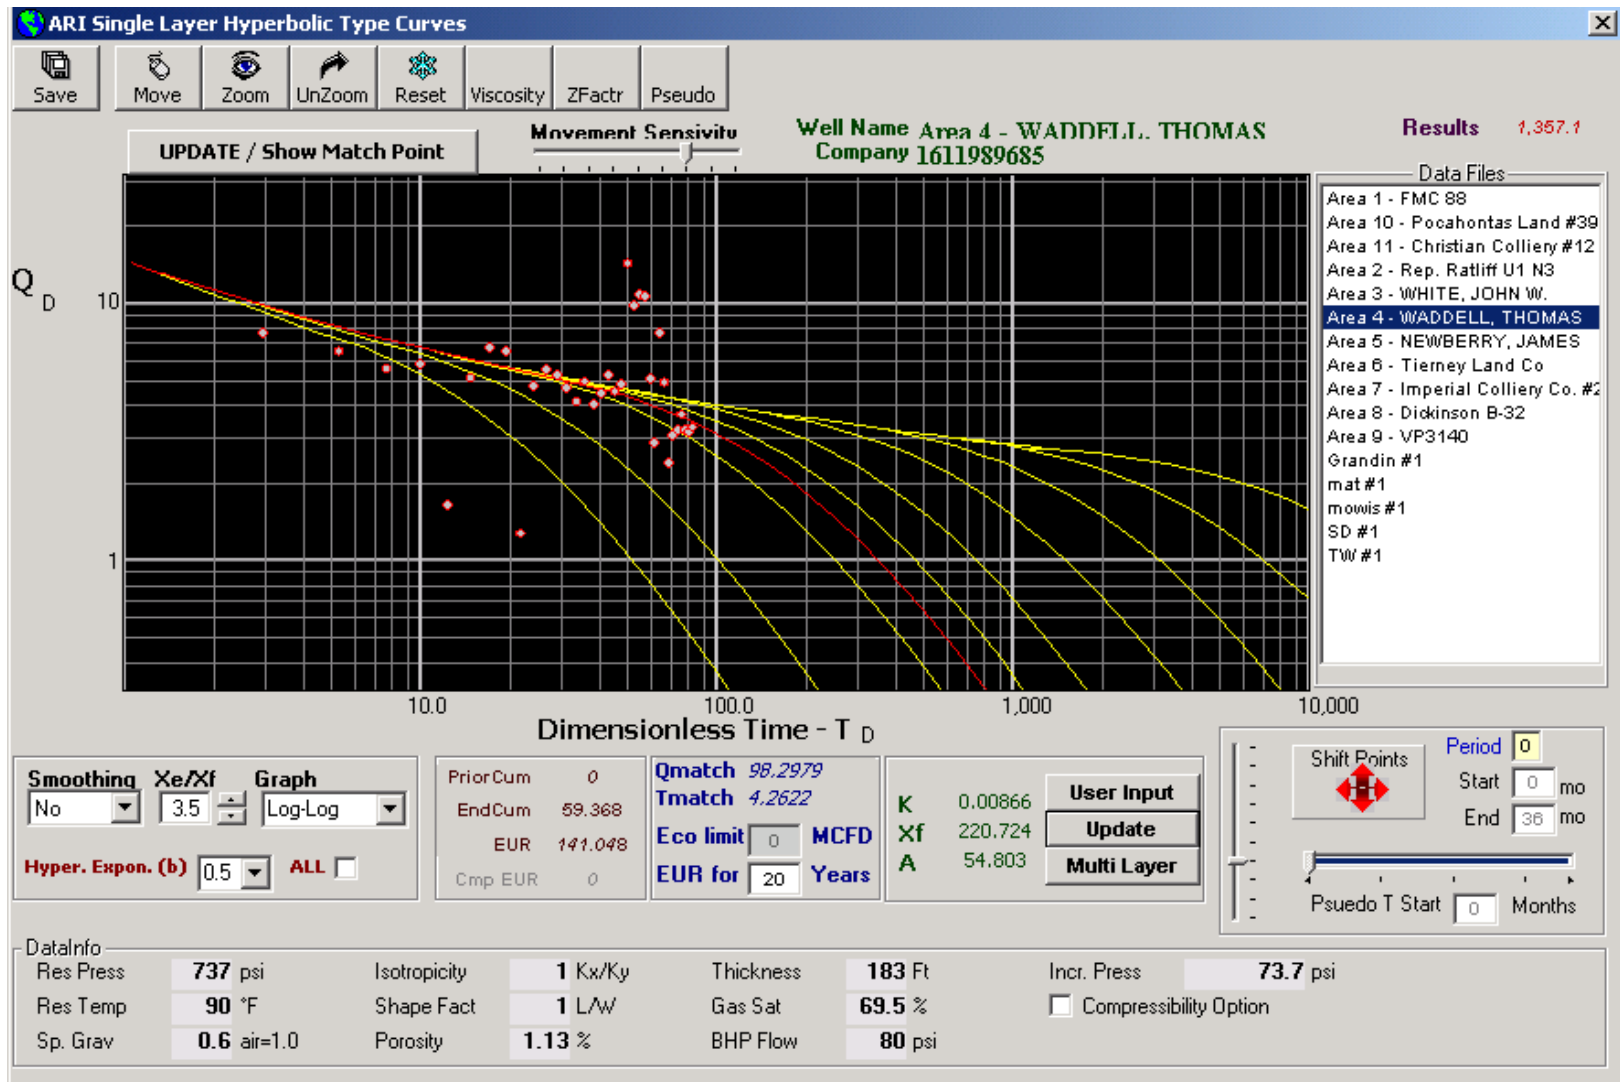 ARI Single Layer Hyperbolic Type Curves
Save Move Zoom UnZoom Reset Viscosity ZFactr Pseudo
UPDATE / Show Match Point
Movement Sensivitu
Well Name Area 4 - WADDELL, THOMAS
Company 1611989685
Results 1,357.1
Data Files
Area 1 - FMC 88
Area 10 - Pocahontas Land #39
Area 11 - Christian Colliery #12
Area 2 - Rep. Ratliff U1 N3
Area 3 - WHITE, JOHN W.
Area 4 - WADDELL, THOMAS
Area 5 - NEWBERRY, JAMES
Area 6 - Tierney Land Co
Area 7 - Imperial Colliery Co. #2
Area 8 - Dickinson B-32
Area 9 - VP3140
Grandin #1
mat #1
mowis #1
SD #1
TW #1
Q D
10
1
10.0 100.0 1,000 10,000
Dimensionless Time - T D
Smoothing Xe/Xf Graph
No 3.5 Log-Log
Hyper. Expon. (b) 0.5 ALL
PriorCum 0
EndCum 59.368
EUR 141.048
Cmp EUR 0
Qmatch 98.2979
Tmatch 4.2622
Eco limit 0 MCFD
EUR for 20 Years
K 0.00866
Xf 220.724
A 54.803
User Input
Update
Multi Layer
Shift Points
Period 0
Start 0 mo
End 36 mo
Psuedo T Start 0 Months
DataInfo
Res Press 737 psi Isotropicity 1 Kx/Ky Thickness 183 Ft Incr. Press 73.7 psi
Res Temp 90 °F Shape Fact 1 L/W Gas Sat 69.5 % Compressibility Option
Sp. Grav 0.6 air=1.0 Porosity 1.13 % BHP Flow 80 psi